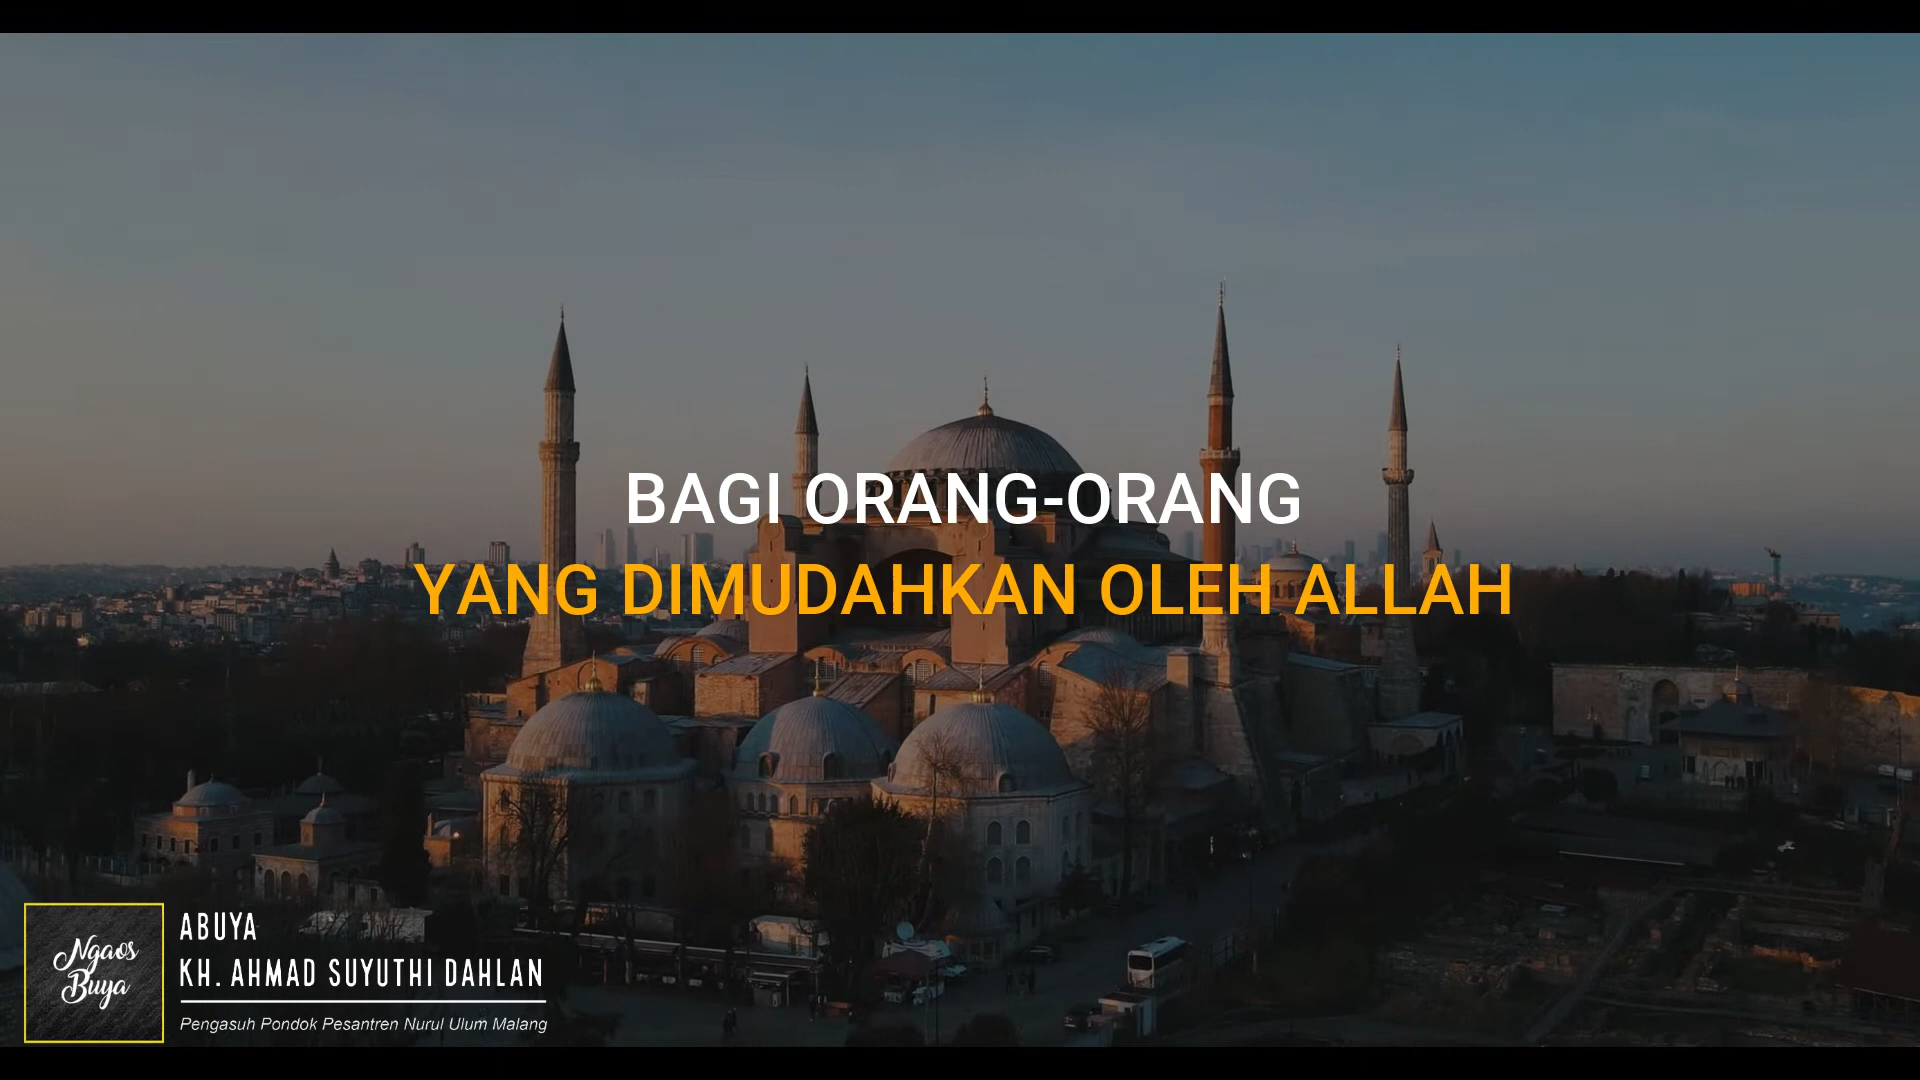 BAGI ORANG-ORANG
YANG DIMUDAHKAN OLEH ALLAH
Ngaos
Buya
ABUYA
KH. AHMAD SUYUTHI DAHLAN
Pengasuh Pondok Pesantren Nurul Ulum Malang